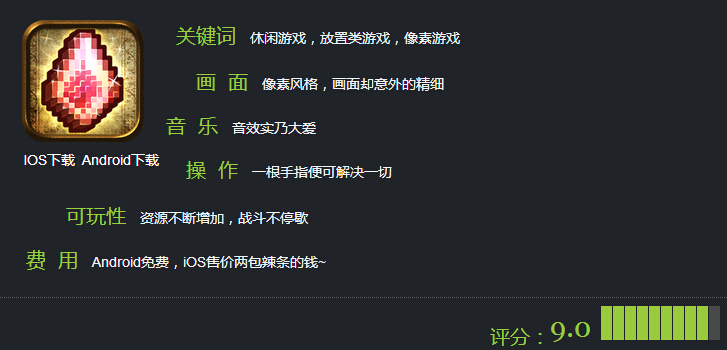 关键词 休闲游戏，放置类游戏，像素游戏
画 面 像素风格，画面却意外的精细
音 乐 音效实乃大爱
IOS下载 Android下载
操 作 一根手指便可解决一切
可玩性 资源不断增加，战斗不停歇
费 用 Android免费，iOS售价两包辣条的钱~
评分：9.0